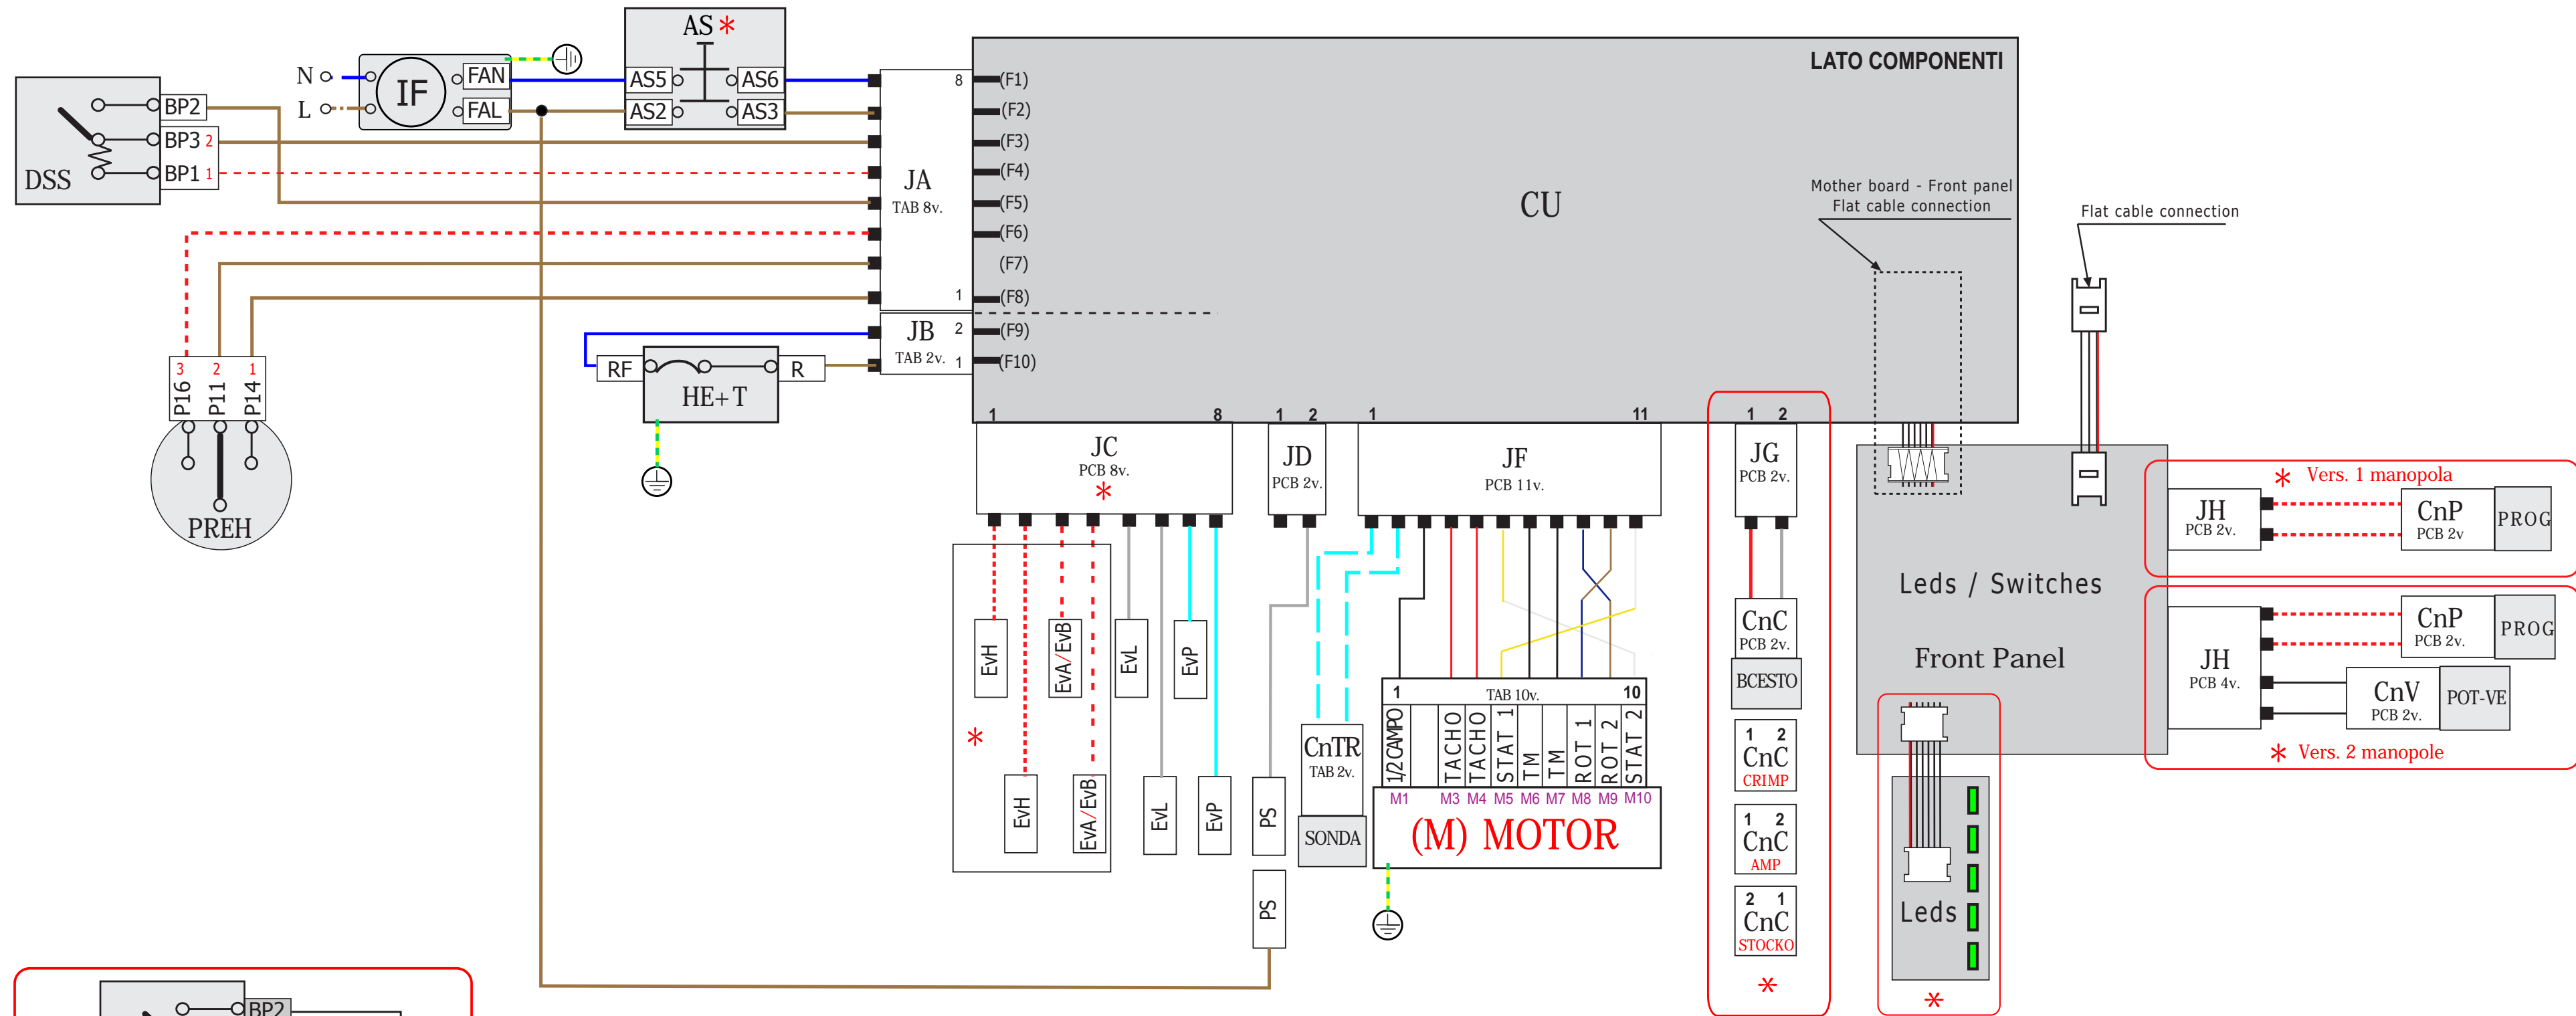 AS *
LATO COMPONENTI
N
L
IF
FAN
FAL
AS5
AS6
AS2
AS3
BP2
BP3 2
BP1 1
DSS
8
JA
TAB 8v.
1
(F1)
(F2)
(F3)
(F4)
(F5)
(F6)
(F7)
(F8)
(F9)
(F10)
CU
Mother board - Front panel
Flat cable connection
Flat cable connection
JB
TAB 2v.
2
1
RF
R
HE+T
3 2 1
P16 P11 P14
PREH
1 8
JC
PCB 8v.
*
1 2
JD
PCB 2v.
1 11
JF
PCB 11v.
1 2
JG
PCB 2v.
EvH
EvA/EvB
EvL
EvP
*
EvH
EvA/EvB
EvL
EvP
PS
PS
CnTR
TAB 2v.
SONDA
1 TAB 10v. 10
1/2 CAMPO
TACHO
TACHO
STAT 1
TM
TM
ROT 1
ROT 2
STAT 2
M1 M3 M4 M5 M6 M7 M8 M9 M10
(M) MOTOR
CnC
PCB 2v.
BCESTO
1 2
CnC
CRIMP
1 2
CnC
AMP
2 1
CnC
STOCKO
*
Leds / Switches
Front Panel
Leds
*
* Vers. 1 manopola
JH
PCB 2v.
CnP
PCB 2v
PROG
JH
PCB 4v.
CnP
PCB 2v.
PROG
CnV
PCB 2v.
POT-VE
* Vers. 2 manopole
BP2